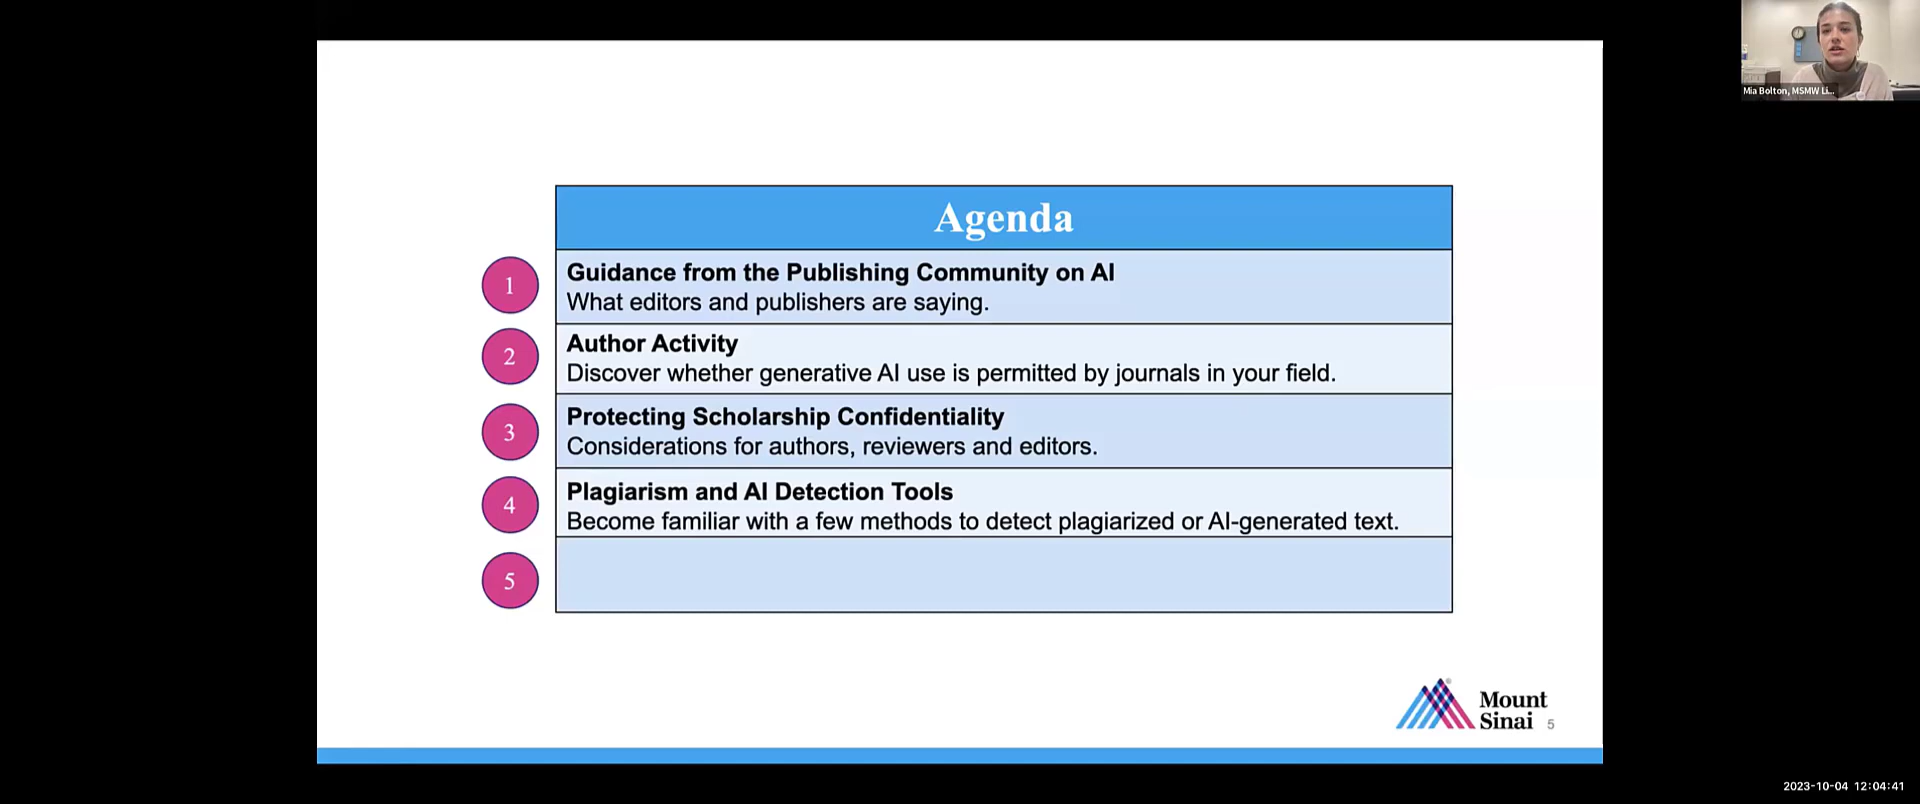 Mia Bolton, MSMW Li...
Agenda
1
Guidance from the Publishing Community on AI
What editors and publishers are saying.
2
Author Activity
Discover whether generative AI use is permitted by journals in your field.
3
Protecting Scholarship Confidentiality
Considerations for authors, reviewers and editors.
4
Plagiarism and AI Detection Tools
Become familiar with a few methods to detect plagiarized or AI-generated text.
5
Mount
Sinai
5
2023-10-04 12:04:41